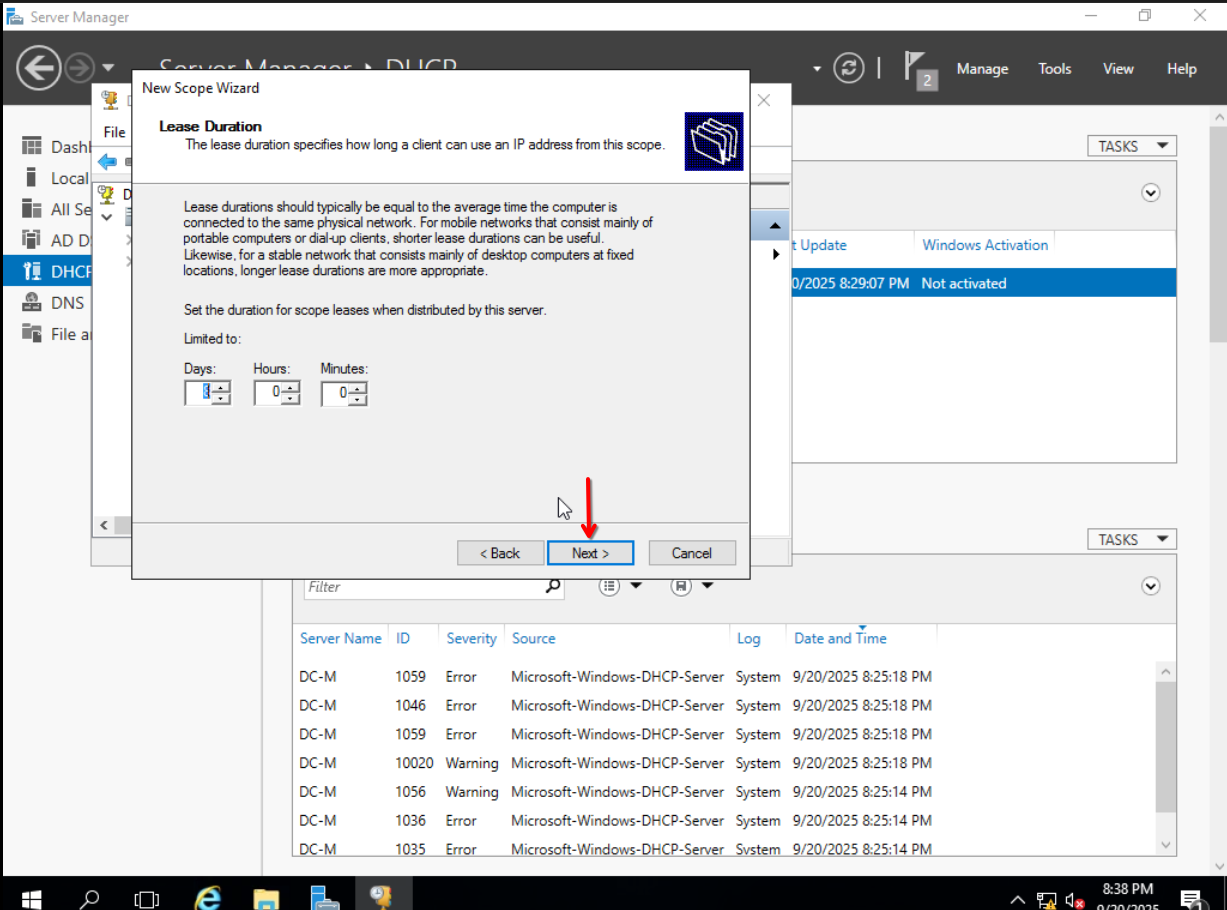 Server Manager
Server Manager • DHCP
2
Manage
Tools
View
Help
New Scope Wizard
File
Lease Duration
The lease duration specifies how long a client can use an IP address from this scope.
TASKS
Dash
Local
All Se
AD D
DHCP
DNS
File a
D
Lease durations should typically be equal to the average time the computer is
connected to the same physical network. For mobile networks that consist mainly of
portable computers or dial-up clients, shorter lease durations can be useful.
Likewise, for a stable network that consists mainly of desktop computers at fixed
locations, longer lease durations are more appropriate.
t Update Windows Activation
0/2025 8:29:07 PM Not activated
Set the duration for scope leases when distributed by this server.
Limited to:
Days: Hours: Minutes:
0 0
< Back Next > Cancel
TASKS
Filter
Server Name ID Severity Source Log Date and Time
DC-M 1059 Error Microsoft-Windows-DHCP-Server System 9/20/2025 8:25:18 PM
DC-M 1046 Error Microsoft-Windows-DHCP-Server System 9/20/2025 8:25:18 PM
DC-M 1059 Error Microsoft-Windows-DHCP-Server System 9/20/2025 8:25:18 PM
DC-M 10020 Warning Microsoft-Windows-DHCP-Server System 9/20/2025 8:25:18 PM
DC-M 1056 Warning Microsoft-Windows-DHCP-Server System 9/20/2025 8:25:14 PM
DC-M 1036 Error Microsoft-Windows-DHCP-Server System 9/20/2025 8:25:14 PM
DC-M 1035 Error Microsoft-Windows-DHCP-Server System 9/20/2025 8:25:14 PM
8:38 PM
9/20/2025
1